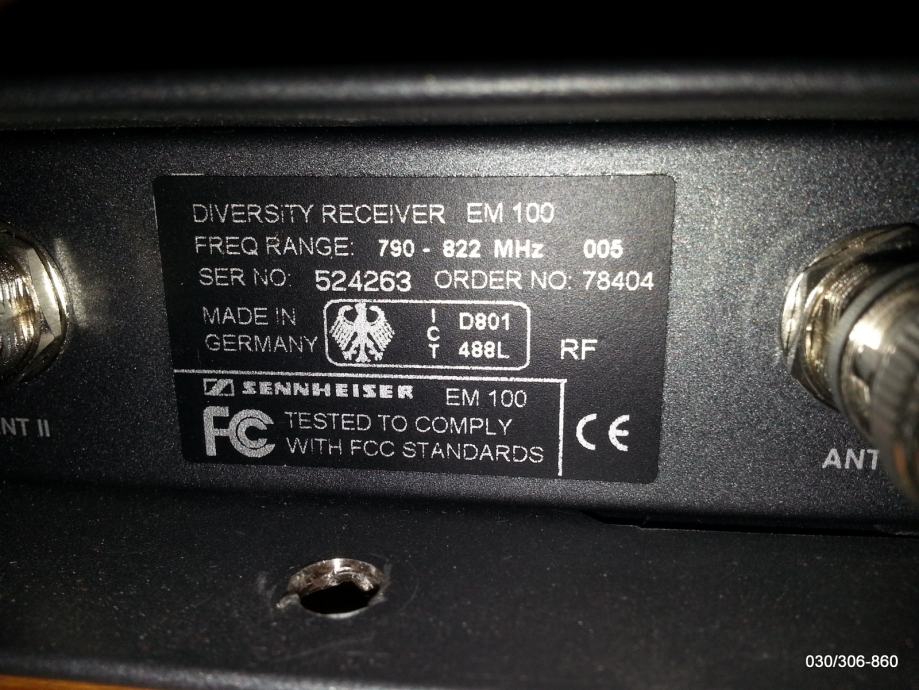 DIVERSITY RECEIVER EM 100
FREQ RANGE: 790 - 822 MHz 005
SER NO: 524263 ORDER NO: 78404
MADE IN
GERMANY
ICT
D801
488L
RF
SENNHEISER EM 100
FC TESTED TO COMPLY
WITH FCC STANDARDS
CE
NT II
ANT
030/306-860